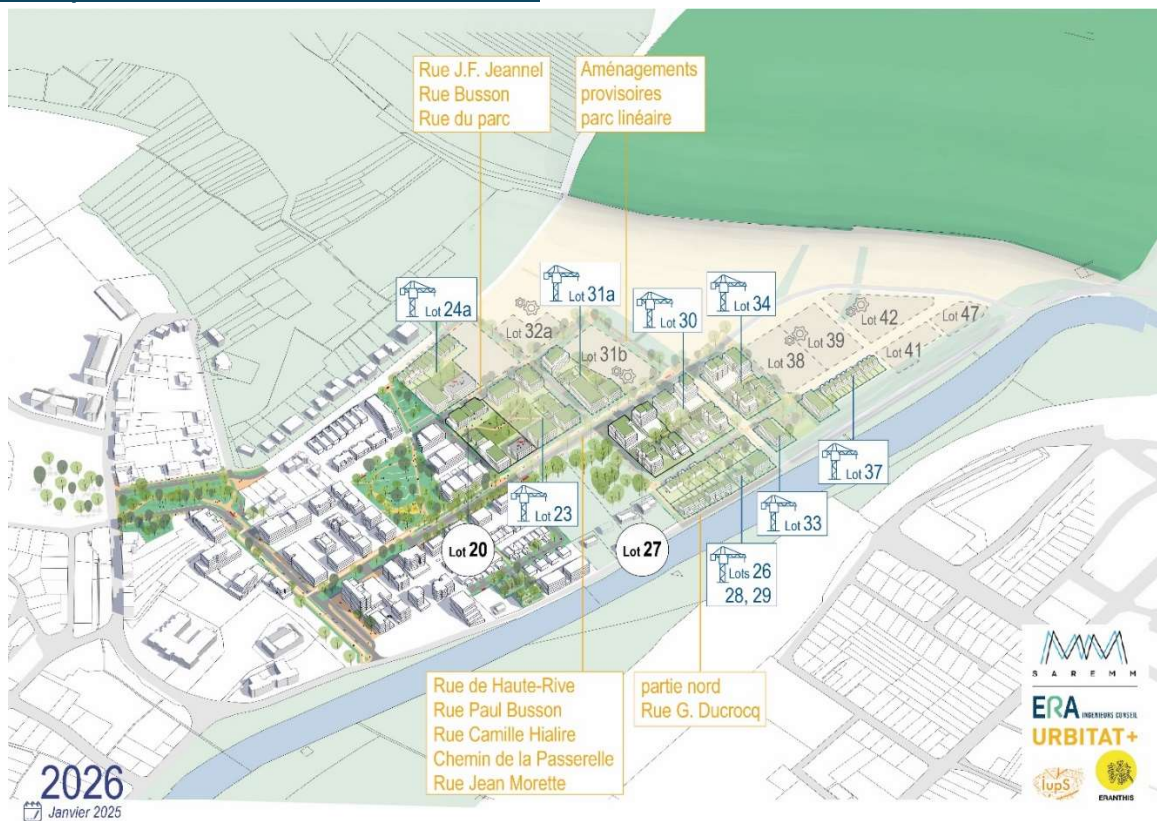 Rue J.F. Jeannel
Rue Busson
Rue du parc
Aménagements
provisoires
parc linéaire
Lot 24a
Lot 32a
Lot 31a
Lot 31b
Lot 30
Lot 34
Lot 38
Lot 39
Lot 42
Lot 47
Lot 41
Lot 37
Lot 33
Lot 23
Lot 20
Lot 27
Lots 26
28, 29
Rue de Haute-Rive
Rue Paul Busson
Rue Camille Hialire
Chemin de la Passerelle
Rue Jean Morette
partie nord
Rue G. Ducrocq
2026
Janvier 2025
SAREMM
ERA INGENIEURS CONSEIL
URBITAT+
lupS
ERANTHIS